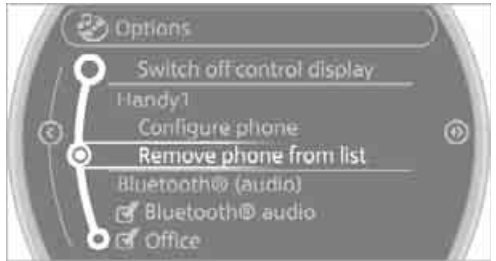 Options
Switch off control display
Handy1
Configure phone
Remove phone from list
Bluetooth® (audio)
Bluetooth® audio
Office